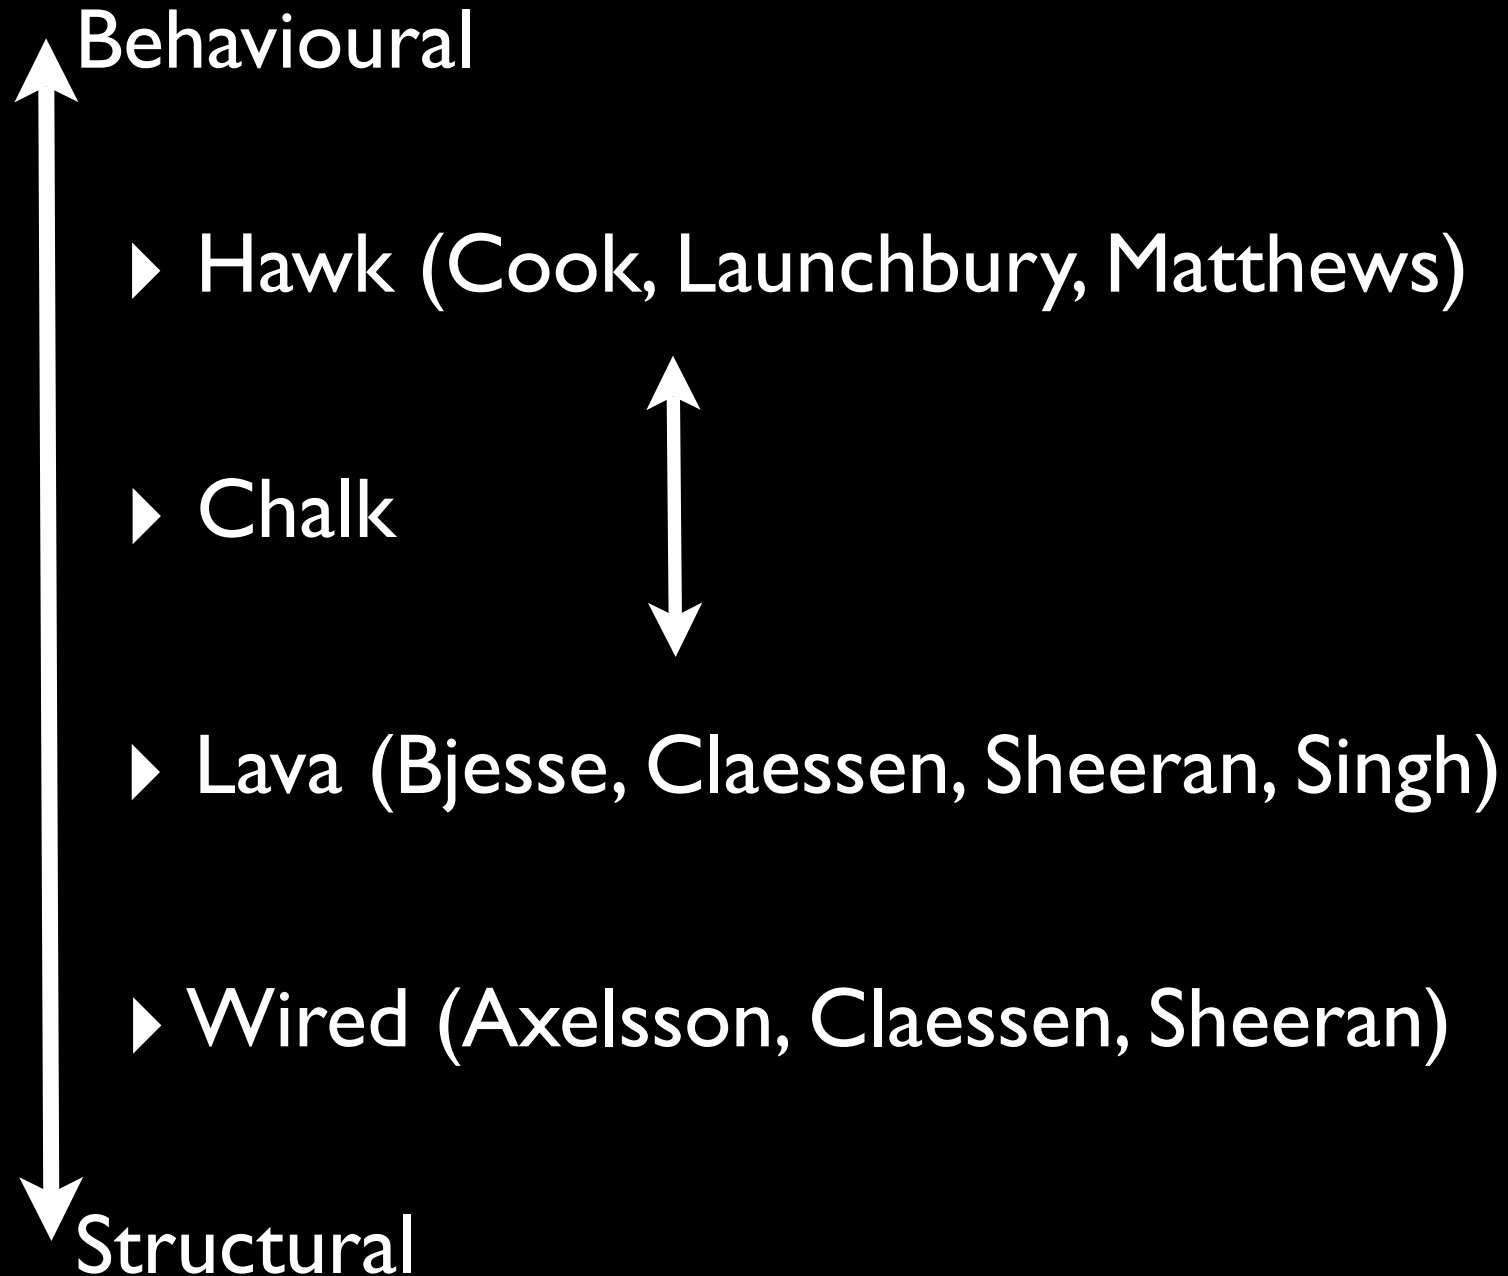 Behavioural
‣ Hawk (Cook, Launchbury, Matthews)
‣ Chalk
‣ Lava (Bjesse, Claessen, Sheeran, Singh)
‣ Wired (Axelsson, Claessen, Sheeran)
Structural